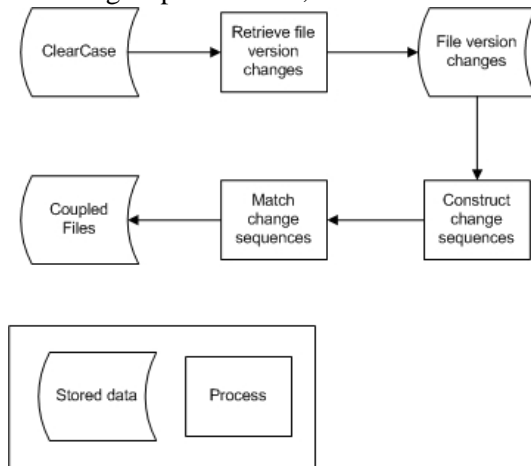 ClearCase
Retrieve file
version
changes
File version
changes
Coupled
Files
Match
change
sequences
Construct
change
sequences
Stored data
Process